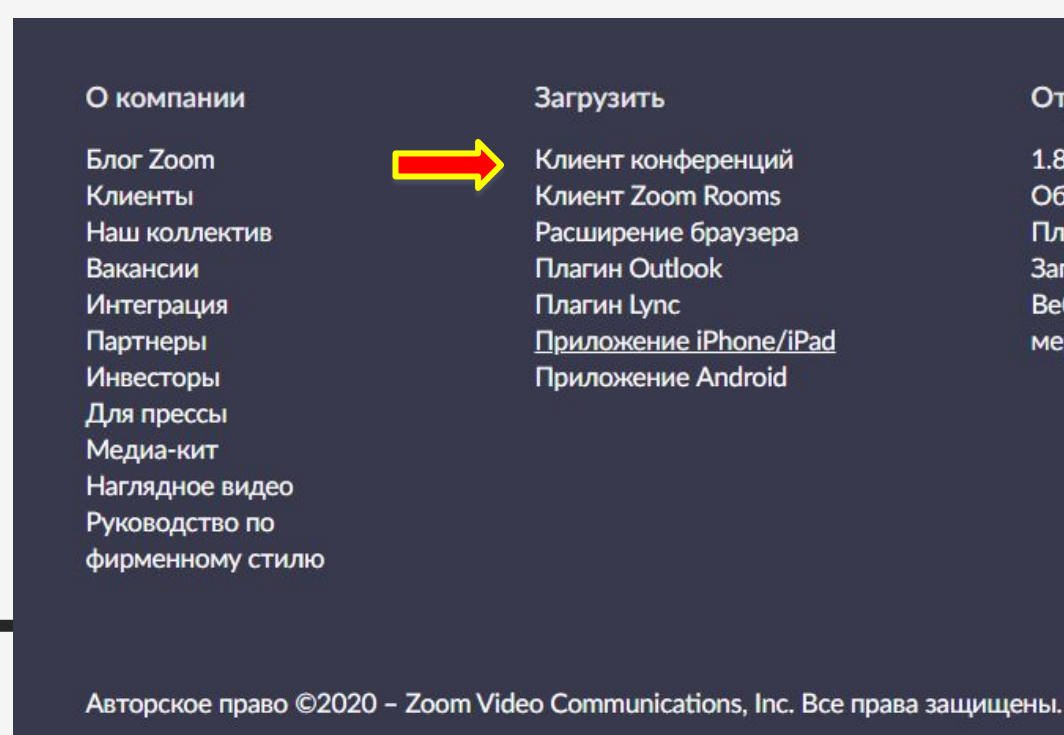 О компании
Блог Zoom
Клиенты
Наш коллектив
Вакансии
Интеграция
Партнеры
Инвесторы
Для прессы
Медиа-кит
Наглядное видео
Руководство по
фирменному стилю
Загрузить
Клиент конференций
Клиент Zoom Rooms
Расширение браузера
Плагин Outlook
Плагин Lync
Приложение iPhone/iPad
Приложение Android
Авторское право ©2020 – Zoom Video Communications, Inc. Все права защищены.